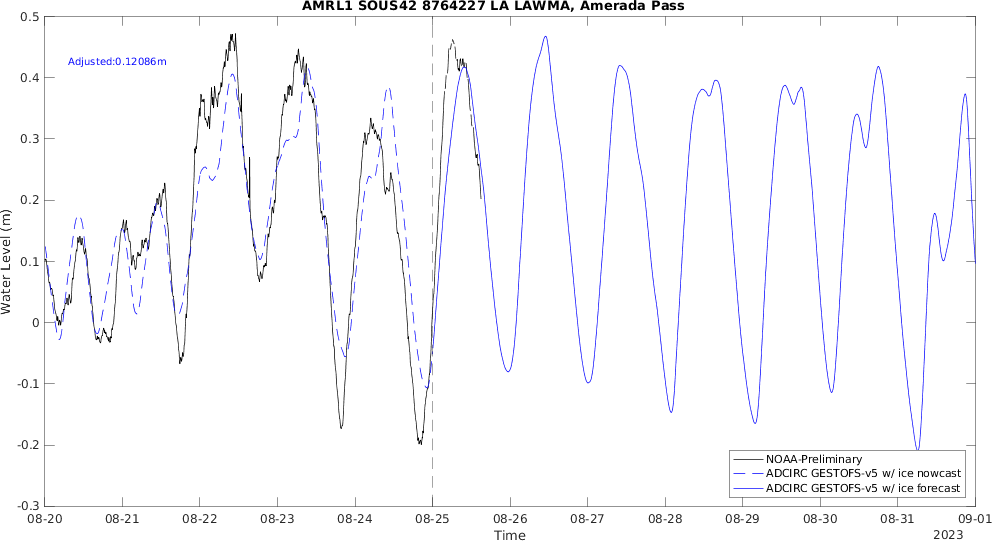 AMRL1 SOUS42 8764227 LA LAWMA, Amerada Pass
Adjusted:0.12086m
Water Level (m)
0.5
0.4
0.3
0.2
0.1
0
-0.1
-0.2
-0.3
NOAA-Preliminary
ADCIRC GESTOFS-v5 w/ ice nowcast
ADCIRC GESTOFS-v5 w/ ice forecast
08-20 08-21 08-22 08-23 08-24 08-25 08-26 08-27 08-28 08-29 08-30 08-31 09-01
Time
2023